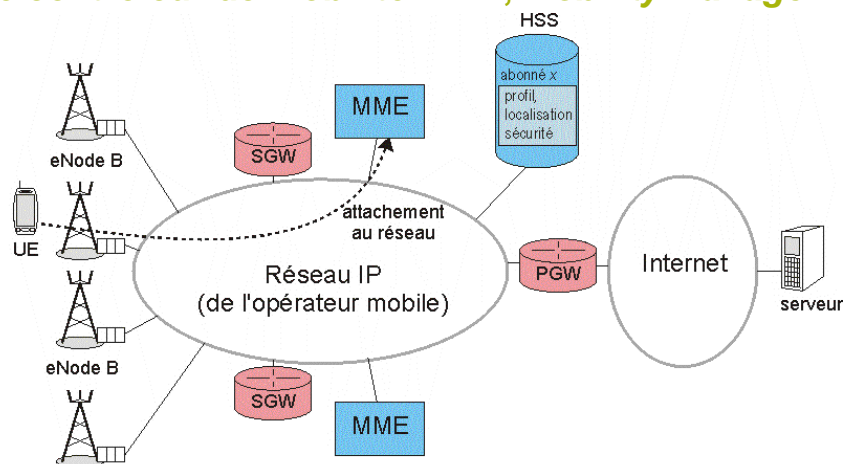 HSS
abonné x
profil,
localisation
sécurité
MME
SGW
eNode B
UE
attachement
au réseau
Réseau IP
(de l'opérateur mobile)
PGW
Internet
serveur
eNode B
SGW
MME